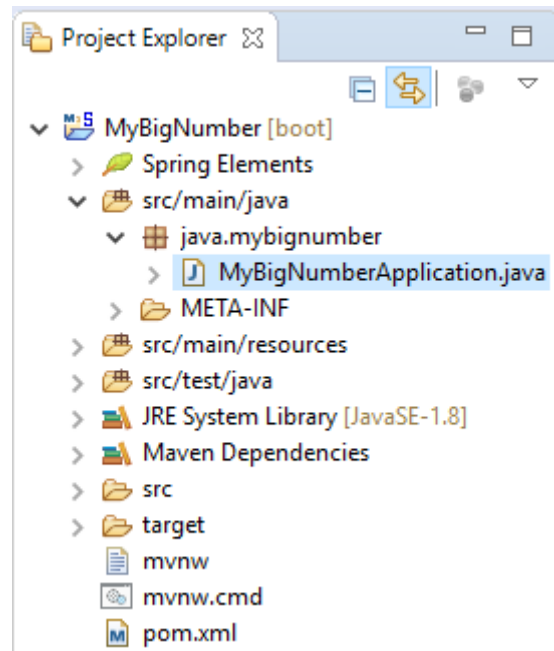 Project Explorer
MyBigNumber [boot]
Spring Elements
src/main/java
java.mybignumber
MyBigNumberApplication.java
META-INF
src/main/resources
src/test/java
JRE System Library [JavaSE-1.8]
Maven Dependencies
src
target
mvnw
mvnw.cmd
pom.xml